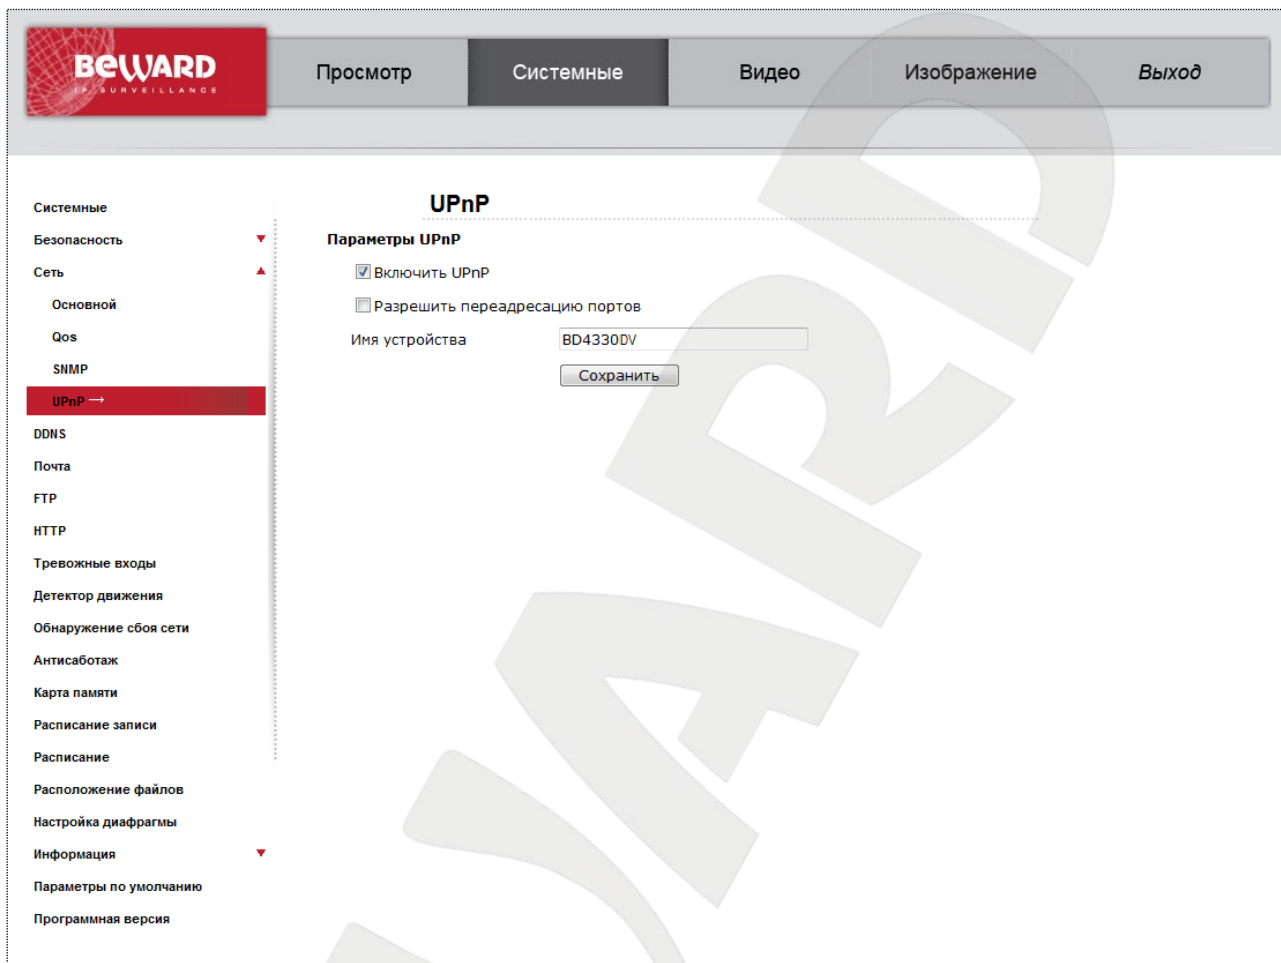 BEWARD
IP SURVEILLANCE
Просмотр
Системные
Видео
Изображение
Выход
Системные
Безопасность
Сеть
Основной
Qos
SNMP
UPnP →
DDNS
Почта
FTP
HTTP
Тревожные входы
Детектор движения
Обнаружение сбоя сети
Антисаботаж
Карта памяти
Расписание записи
Расписание
Расположение файлов
Настройка диафрагмы
Информация
Параметры по умолчанию
Программная версия
UPnP
Параметры UPnP
Включить UPnP
Разрешить переадресацию портов
Имя устройства
BD4330DV
Сохранить